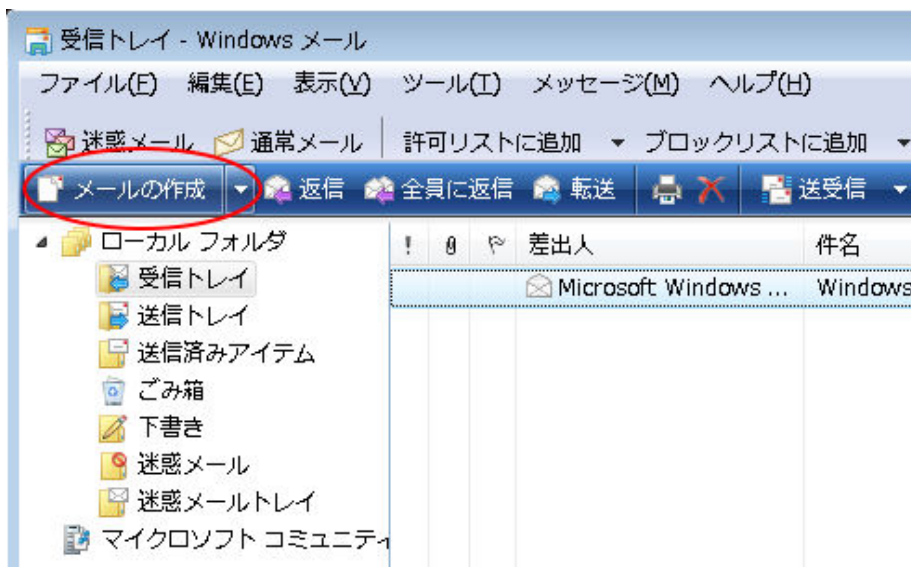 受信トレイ - Windows メール
ファイル(F) 編集(E) 表示(V) ツール(T) メッセージ(M) ヘルプ(H)
迷惑メール 通常メール 許可リストに追加 ブロックリストに追加
メールの作成 返信 全員に返信 転送 送受信
ローカル フォルダ
! 差出人 件名
受信トレイ
Microsoft Windows ... Windows
送信トレイ
送信済みアイテム
ごみ箱
下書き
迷惑メール
迷惑メールトレイ
マイクロソフト コミュニティ